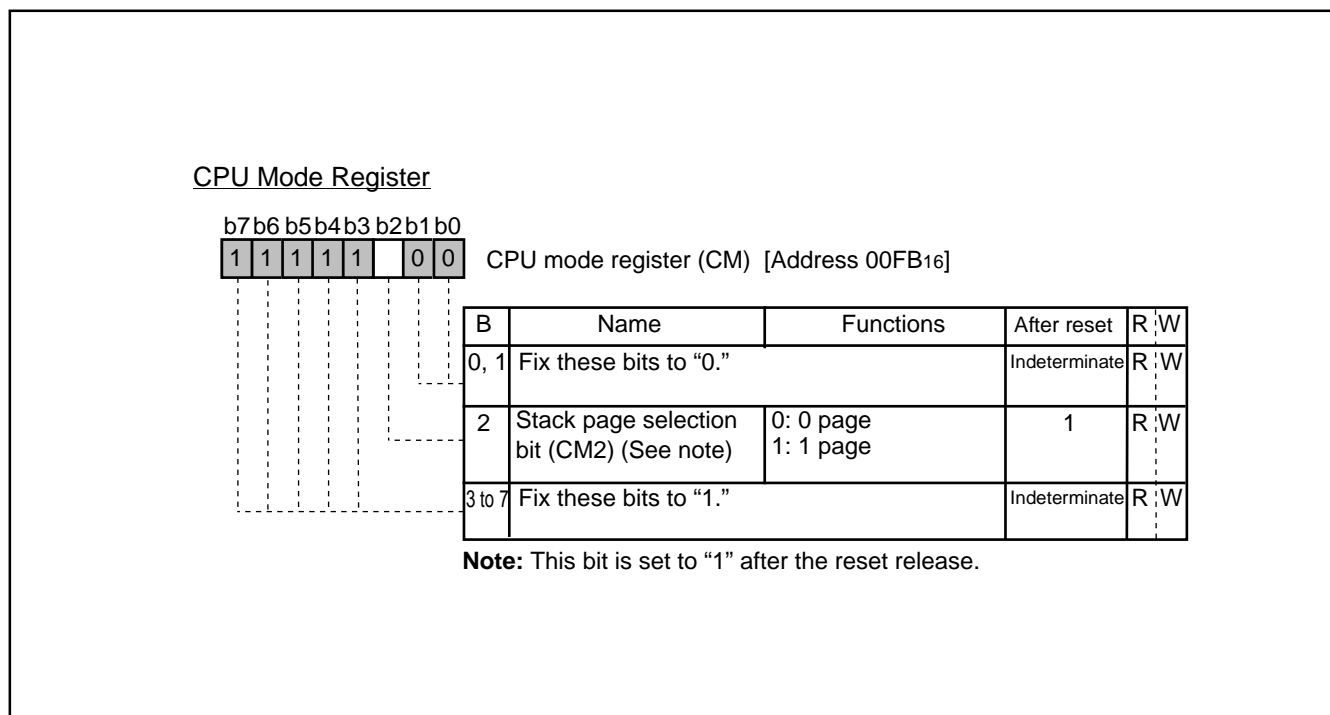 CPU Mode Register
b7 b6 b5 b4 b3 b2 b1 b0
1 1 1 1 1 0 0 CPU mode register (CM) [Address 00FB16]
B Name Functions After reset R W
0, 1 Fix these bits to “0.” Indeterminate R W
2 Stack page selection 0: 0 page 1 R W
bit (CM2) (See note) 1: 1 page
3 to 7 Fix these bits to “1.” Indeterminate R W
Note: This bit is set to “1” after the reset release.